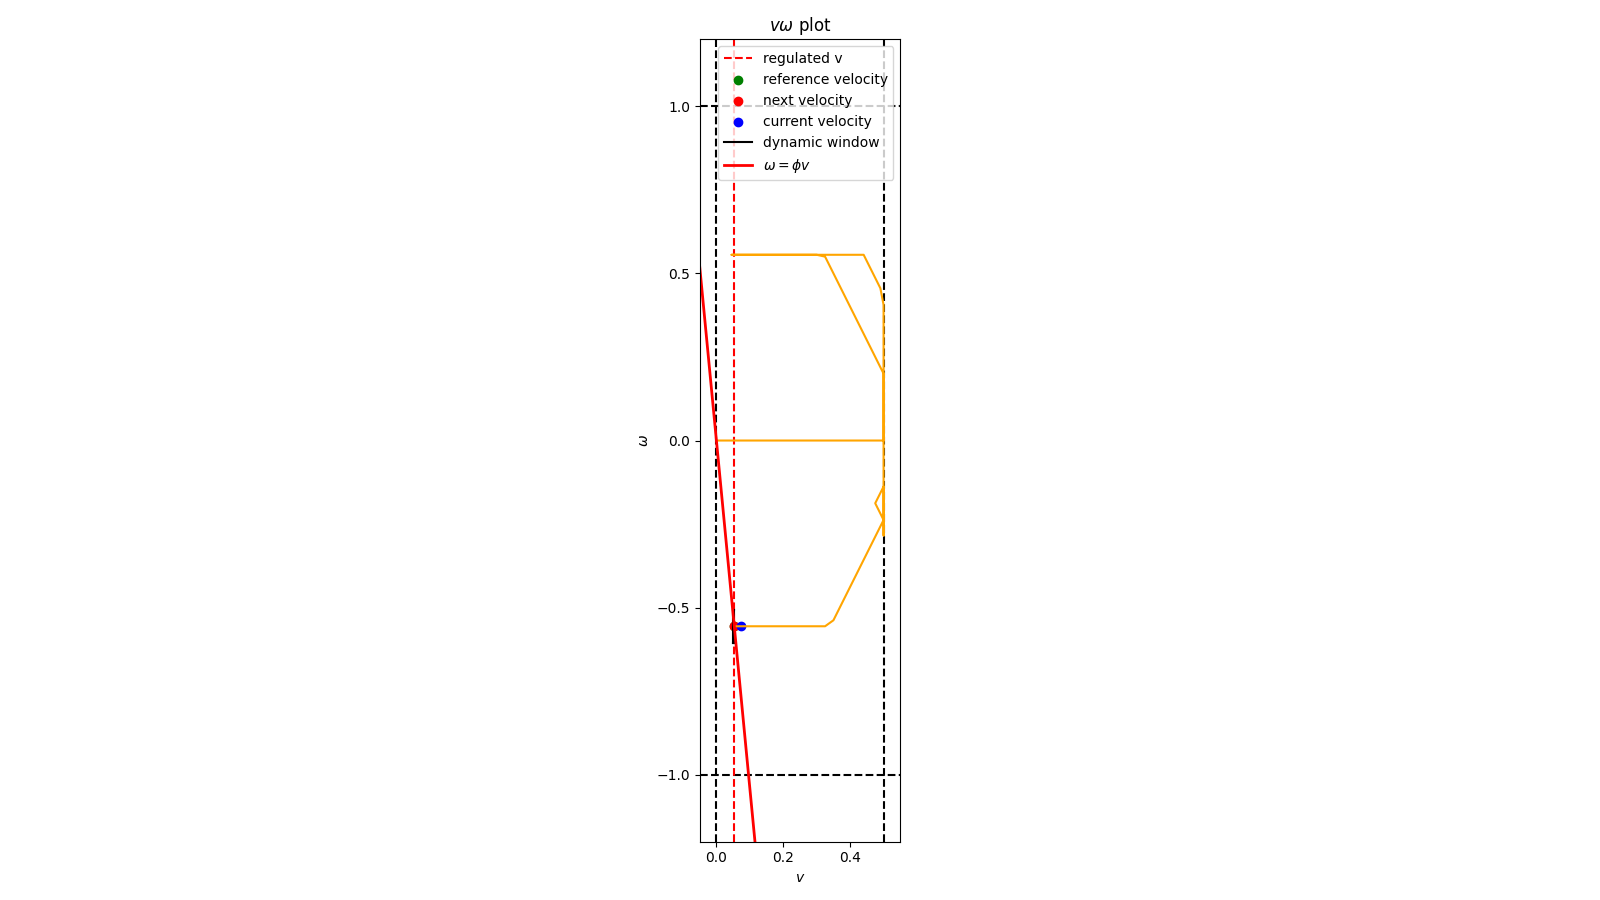 vω plot
regulated v
reference velocity
next velocity
current velocity
dynamic window
ω = ϕv
1.0
0.5
0.0
−0.5
−1.0
ω
0.0 0.2 0.4
v